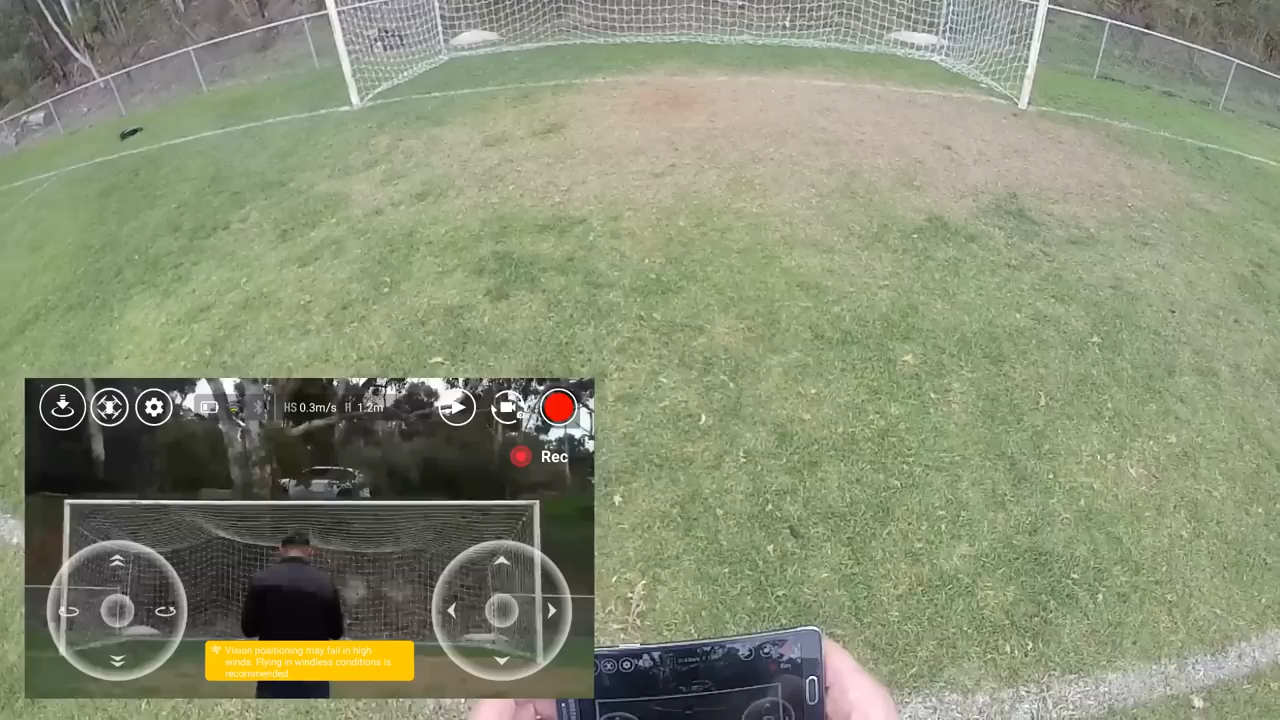 HS 0.3m/s H 1.2m
Rec
Vision positioning may fail in high
winds. Flying in windless conditions is
recommended.